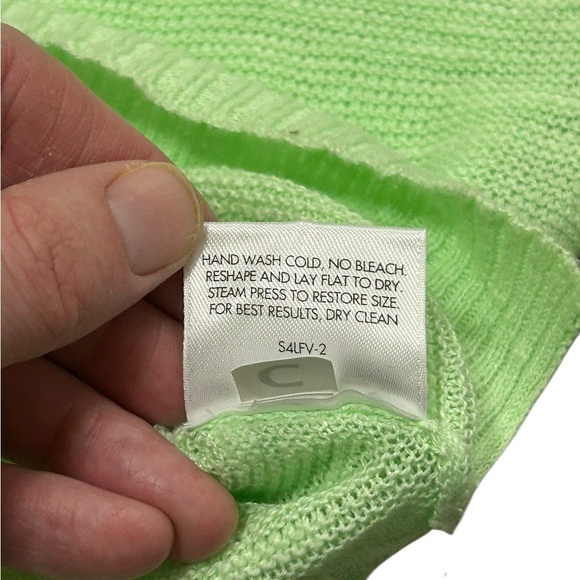 HAND WASH COLD, NO BLEACH.
RESHAPE AND LAY FLAT TO DRY.
STEAM PRESS TO RESTORE SIZE.
FOR BEST RESULTS, DRY CLEAN
S4LFV-2